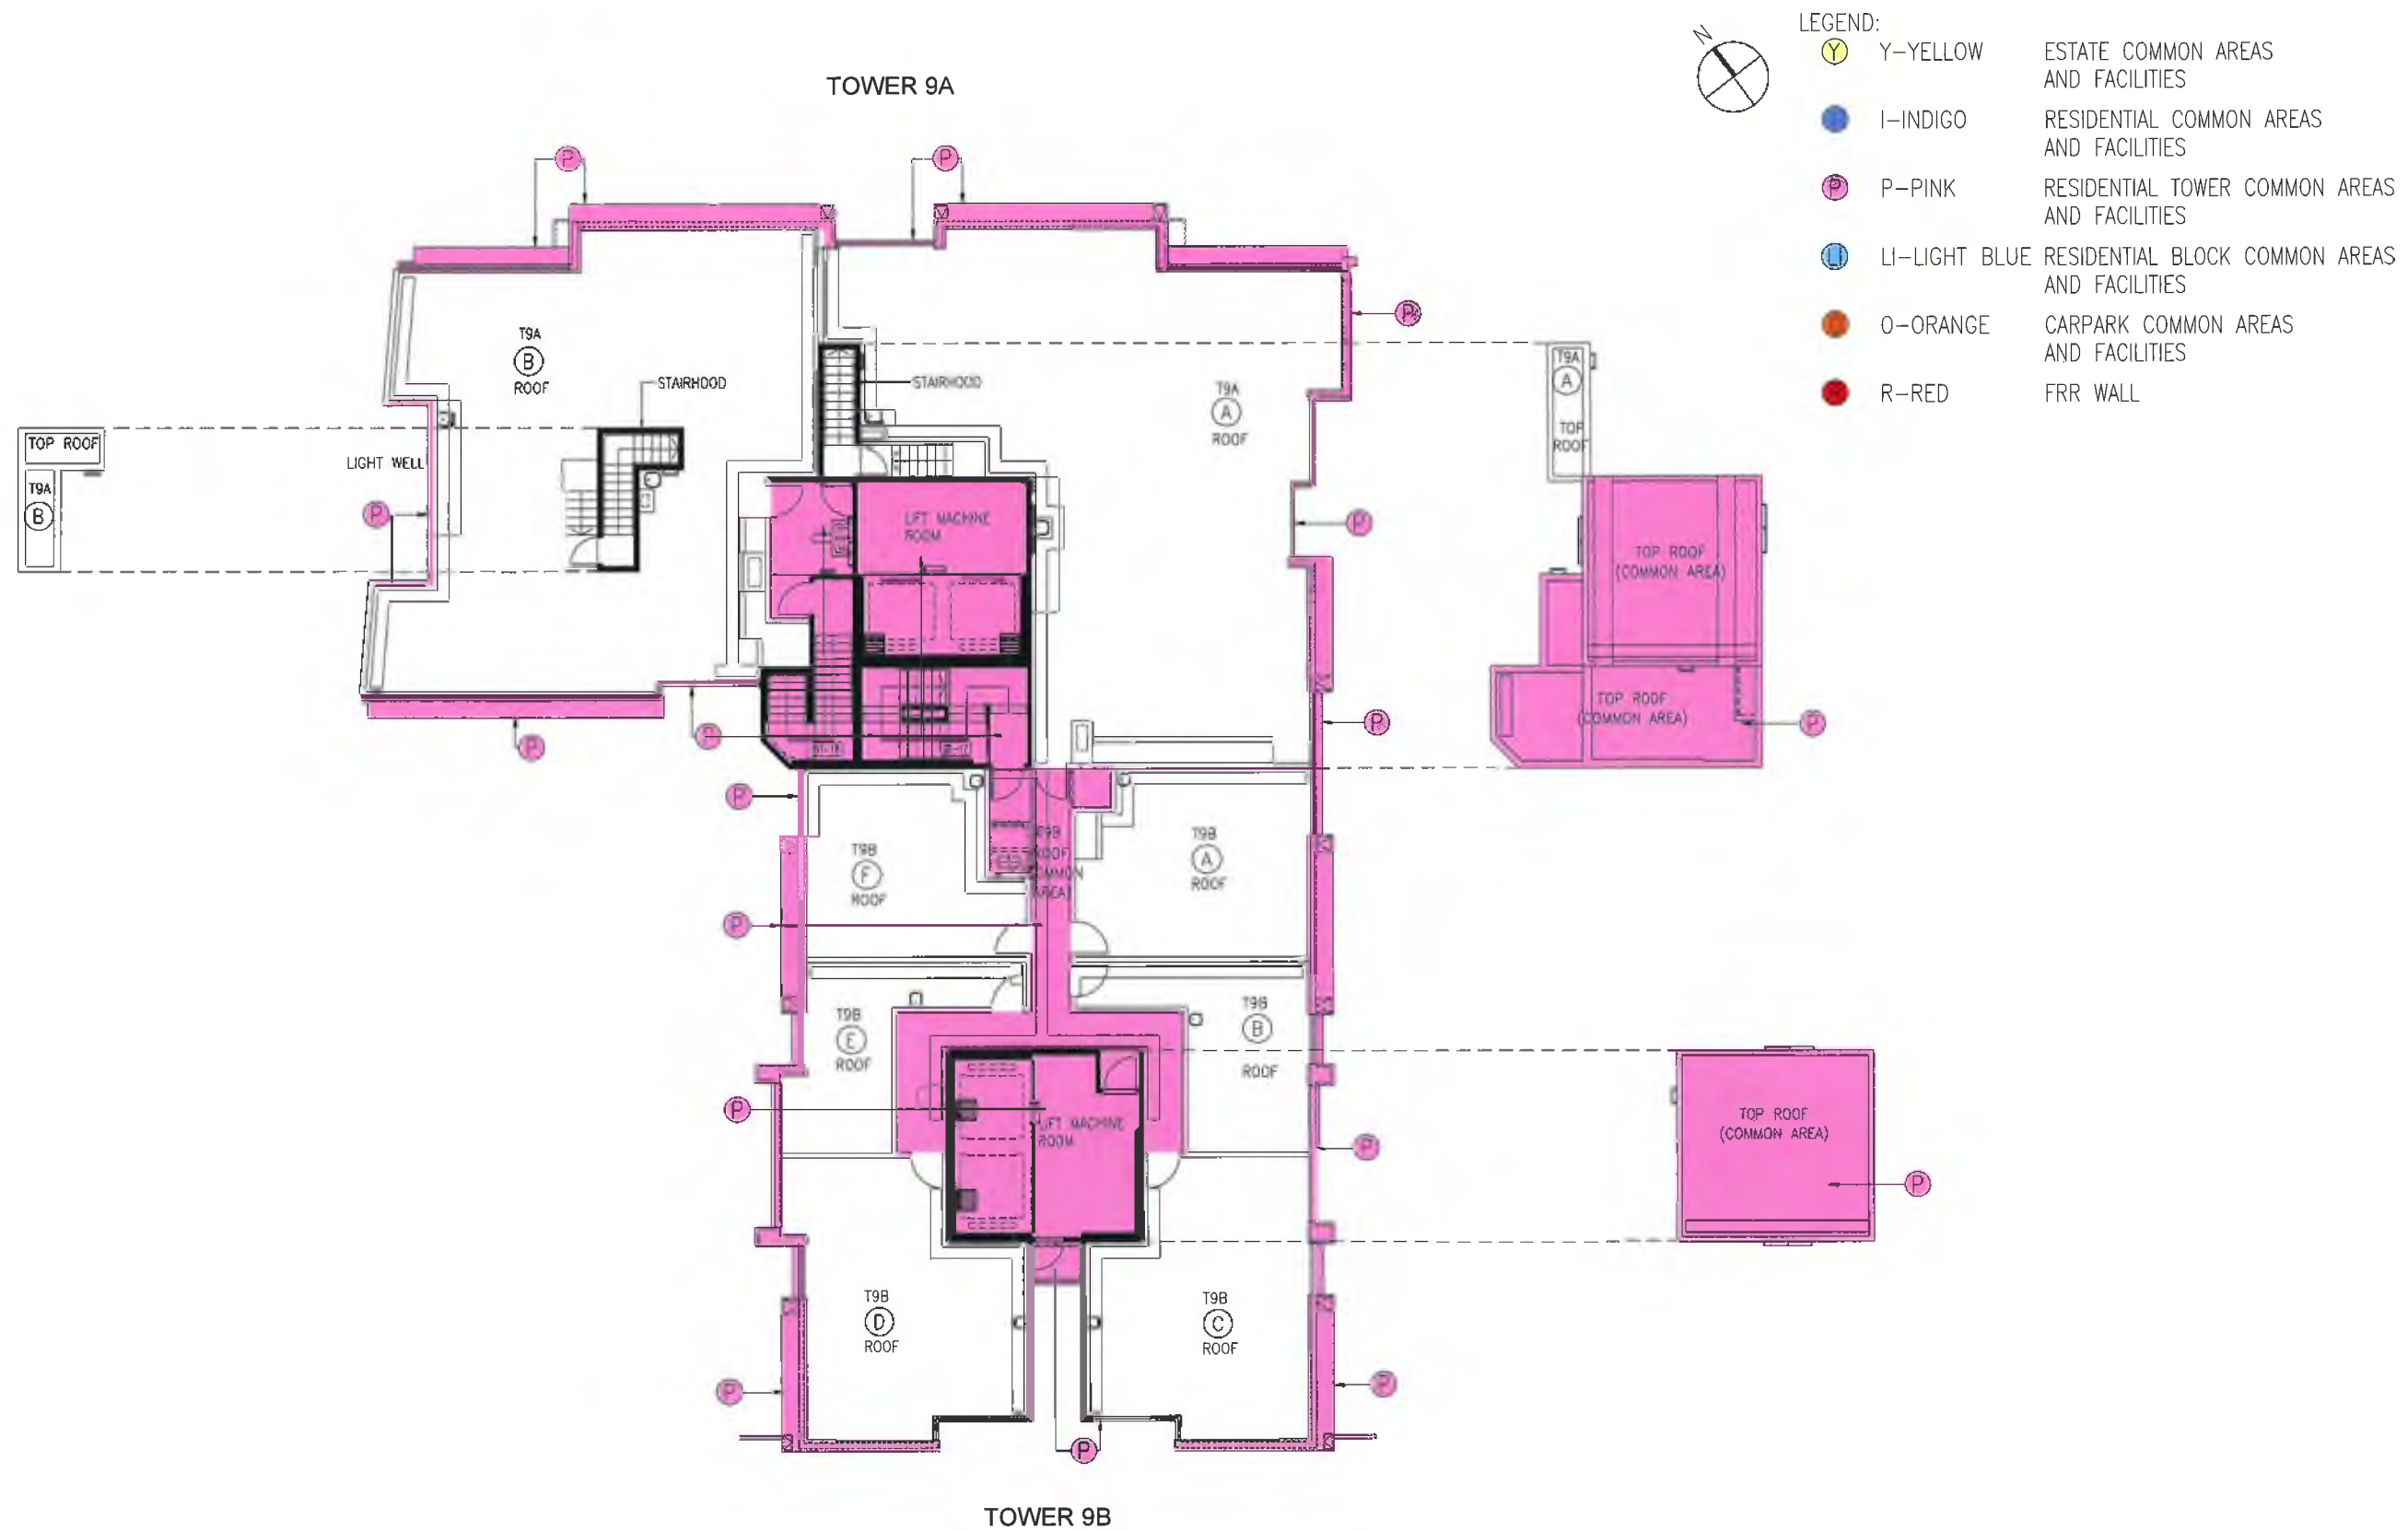 LEGEND:
Y Y-YELLOW ESTATE COMMON AREAS
AND FACILITIES
I-INDIGO RESIDENTIAL COMMON AREAS
AND FACILITIES
P P-PINK RESIDENTIAL TOWER COMMON AREAS
AND FACILITIES
LI LI-LIGHT BLUE RESIDENTIAL BLOCK COMMON AREAS
AND FACILITIES
O-ORANGE CARPARK COMMON AREAS
AND FACILITIES
R-RED FRR WALL
N
TOWER 9A
P
P
P
T9A
B
ROOF
STAIRHOOD
STAIRHOOD
T9A
A
ROOF
T9A
A
TOP
ROOF
TOP ROOF
T9A
B
LIGHT WELL
P
LIFT MACHINE
ROOM
P
TOP ROOF
(COMMON AREA)
TOP ROOF
(COMMON AREA)
P
P
P
P
P
T9B
F
ROOF
T9B
ROOF
(COMMON
AREA)
T9B
A
ROOF
P
T9B
E
ROOF
T9B
B
ROOF
P
LIFT MACHINE
ROOM
P
TOP ROOF
(COMMON AREA)
P
T9B
D
ROOF
T9B
C
ROOF
P
P
P
TOWER 9B